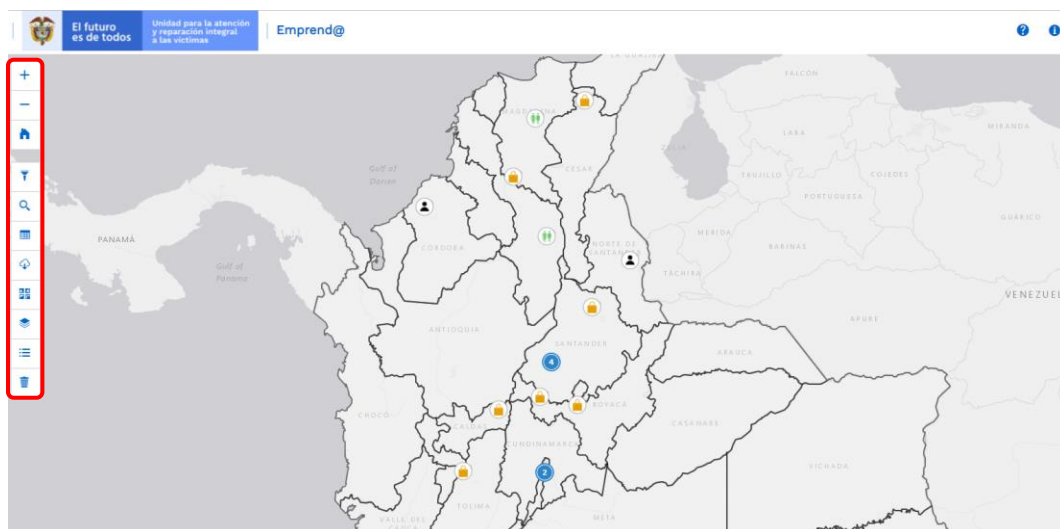 El futuro
es de todos
Unidad para la atención
y reparación integral
a las víctimas
Emprend@
LA GUAJIRA
FALCÓN
MAGDALENA
LARA
MIRANDA
ZULIA
CESAR
Gulf of
Darien
TRUJILLO
COJEDES
PORTUGUESA
GUÁRICO
PANAMÁ
CÓRDOBA
NORTE DE
SANTANDER
MÉRIDA
BARINAS
Gulf of
Panama
TÁCHIRA
VENEZUEL
APURE
ANTIOQUIA
SANTANDER
ARAUCA
4
CHOCÓ
BOYACÁ
CALDAS
CASANARE
CUNDINAMARCA
VICHADA
2
TOLIMA
VALLE DEL
CAUCA
META